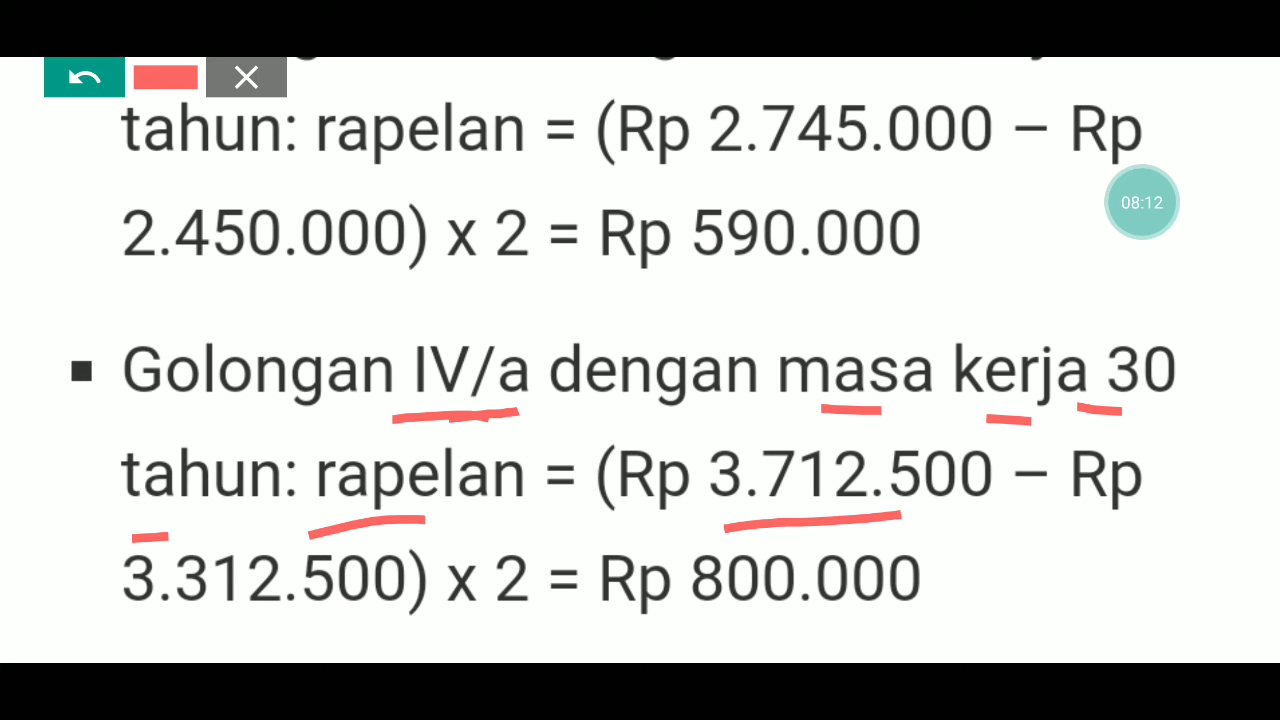 tahun: rapelan = (Rp 2.745.000 – Rp
08:12
2.450.000) x 2 = Rp 590.000
▪ Golongan IV/a dengan masa kerja 30
tahun: rapelan = (Rp 3.712.500 – Rp
3.312.500) x 2 = Rp 800.000